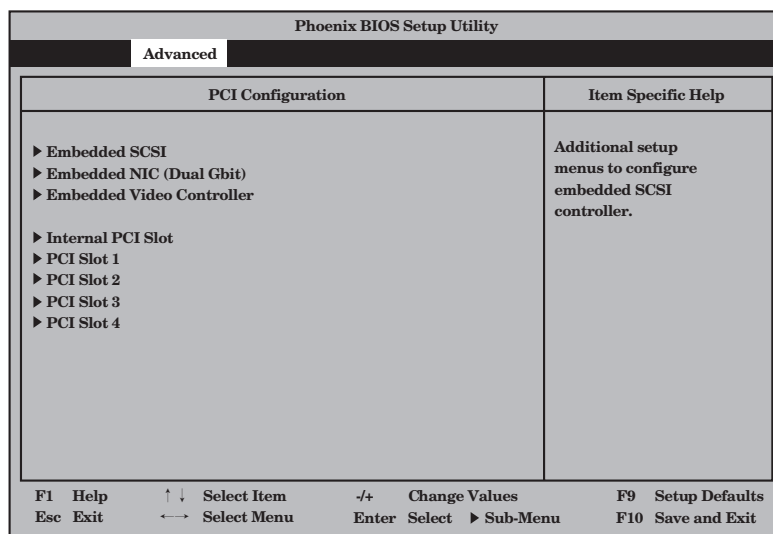 Phoenix BIOS Setup Utility
Advanced
PCI Configuration
Item Specific Help
▶ Embedded SCSI
▶ Embedded NIC (Dual Gbit)
▶ Embedded Video Controller
▶ Internal PCI Slot
▶ PCI Slot 1
▶ PCI Slot 2
▶ PCI Slot 3
▶ PCI Slot 4
Additional setup
menus to configure
embedded SCSI
controller.
F1 Help ↑ ↓ Select Item -/+ Change Values F9 Setup Defaults
Esc Exit ←→ Select Menu Enter Select ▶ Sub-Menu F10 Save and Exit